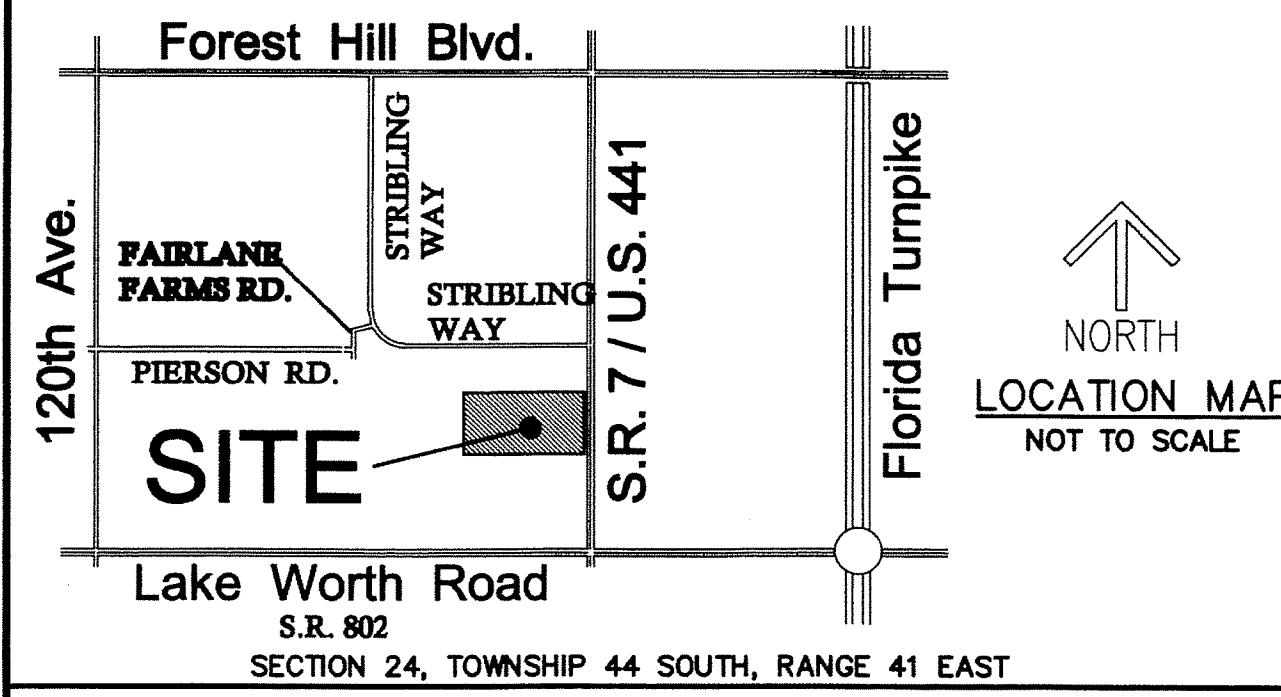 Forest Hill Blvd.
STRIBLING
WAY
120th Ave.
FAIRLANE
FARMS RD.
STRIBLING
WAY
S.R. 7 / U.S. 441
Florida Turnpike
PIERSON RD.
SITE
NORTH
LOCATION MAP
NOT TO SCALE
Lake Worth Road
S.R. 802
SECTION 24, TOWNSHIP 44 SOUTH, RANGE 41 EAST